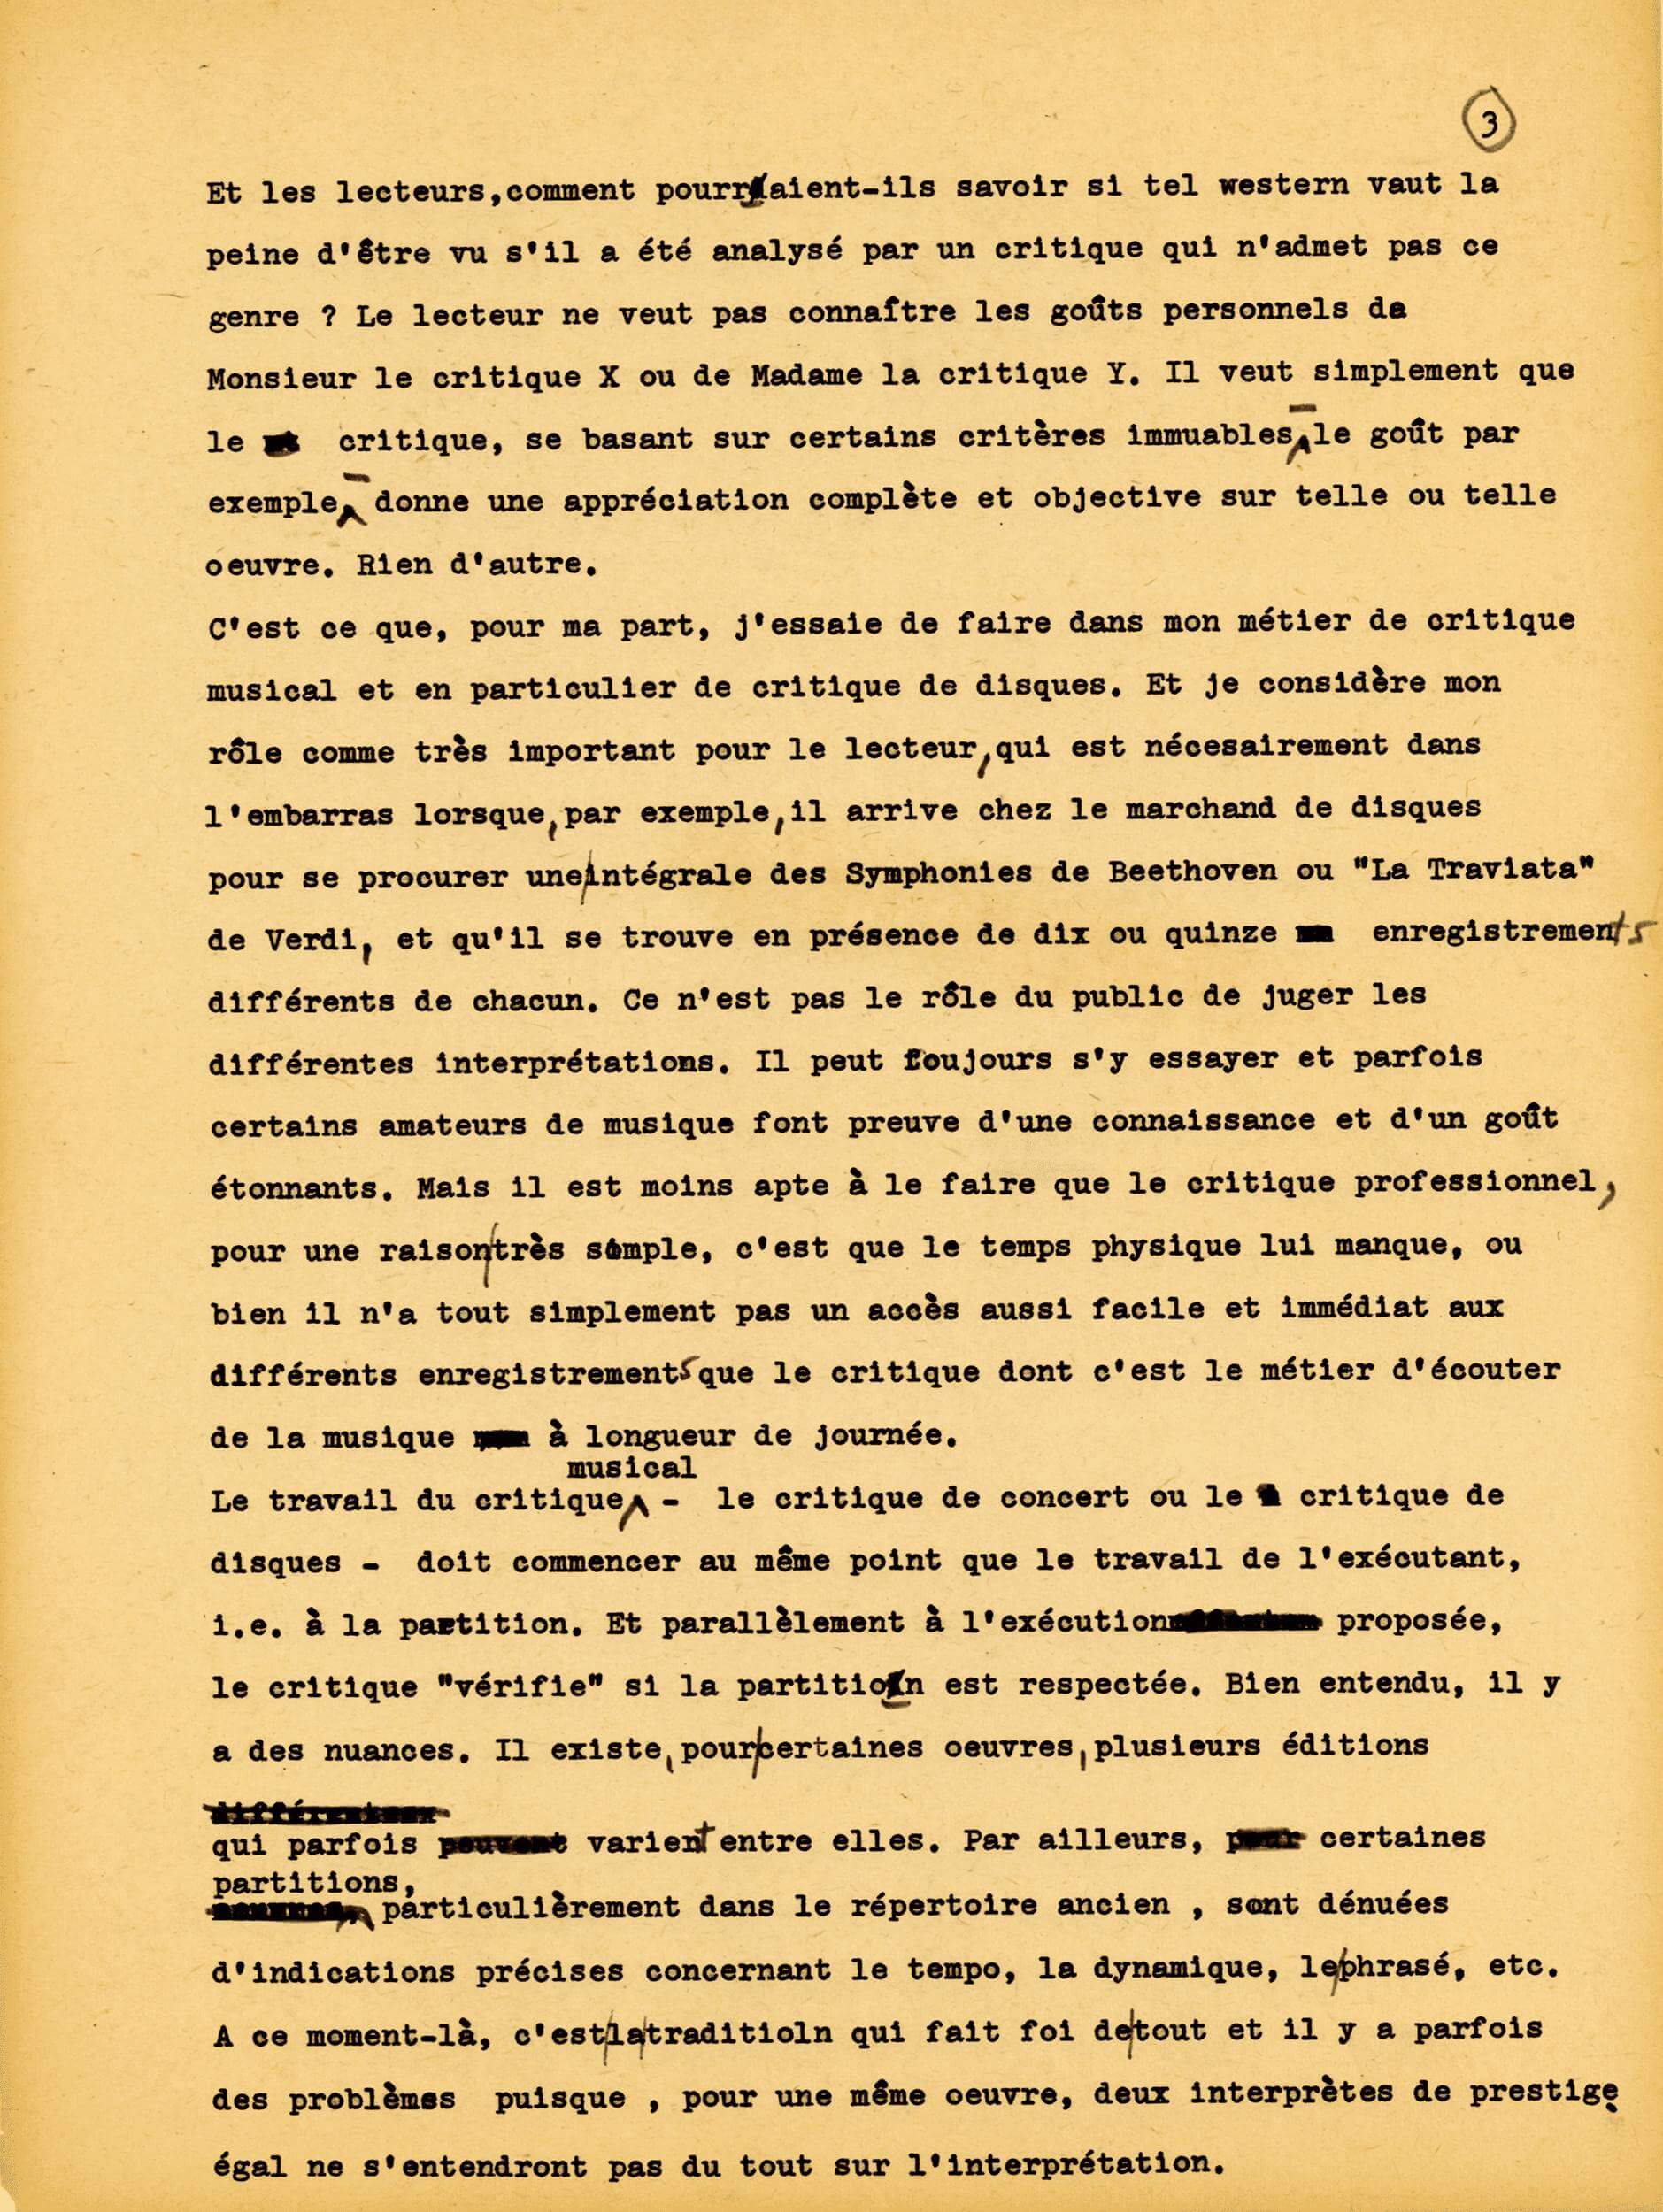 3
Et les lecteurs,comment pourraient-ils savoir si tel western vaut la
peine d'être vu s'il a été analysé par un critique qui n'admet pas ce
genre ? Le lecteur ne veut pas connaître les goûts personnels de
Monsieur le critique X ou de Madame la critique Y. Il veut simplement que
le critique, se basant sur certains critères immuables - le goût par
exemple - donne une appréciation complète et objective sur telle ou telle
oeuvre. Rien d'autre.
C'est ce que, pour ma part, j'essaie de faire dans mon métier de critique
musical et en particulier de critique de disques. Et je considère mon
rôle comme très important pour le lecteur, qui est nécesairement dans
l'embarras lorsque, par exemple, il arrive chez le marchand de disques
pour se procurer une intégrale des Symphonies de Beethoven ou "La Traviata"
de Verdi, et qu'il se trouve en présence de dix ou quinze enregistrements
différents de chacun. Ce n'est pas le rôle du public de juger les
différentes interprétations. Il peut toujours s'y essayer et parfois
certains amateurs de musique font preuve d'une connaissance et d'un goût
étonnants. Mais il est moins apte à le faire que le critique professionnel,
pour une raison très simple, c'est que le temps physique lui manque, ou
bien il n'a tout simplement pas un accès aussi facile et immédiat aux
différents enregistrements que le critique dont c'est le métier d'écouter
de la musique à longueur de journée.
musical
Le travail du critique - le critique de concert ou le critique de
disques - doit commencer au même point que le travail de l'exécutant,
i.e. à la partition. Et parallèlement à l'exécution proposée,
le critique "vérifie" si la partition est respectée. Bien entendu, il y
a des nuances. Il existe, pour certaines oeuvres, plusieurs éditions
qui parfois varient entre elles. Par ailleurs, certaines
partitions,
particulièrement dans le répertoire ancien , sont dénuées
d'indications précises concernant le tempo, la dynamique, le phrasé, etc.
A ce moment-là, c'est la traditioln qui fait foi de tout et il y a parfois
des problèmes puisque , pour une même oeuvre, deux interprètes de prestige
égal ne s'entendront pas du tout sur l'interprétation.